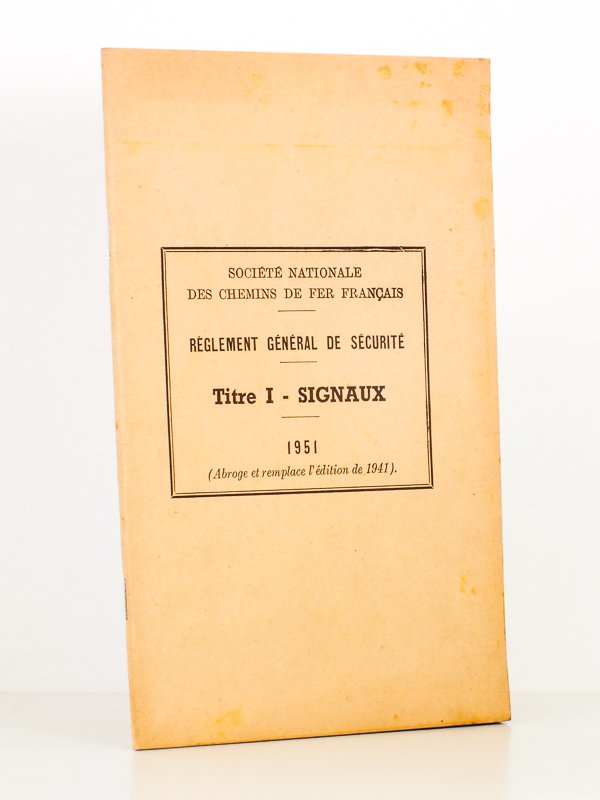 SOCIÉTÉ NATIONALE
DES CHEMINS DE FER FRANÇAIS
RÈGLEMENT GÉNÉRAL DE SÉCURITÉ
Titre I - SIGNAUX
1951
(Abroge et remplace l'édition de 1941).